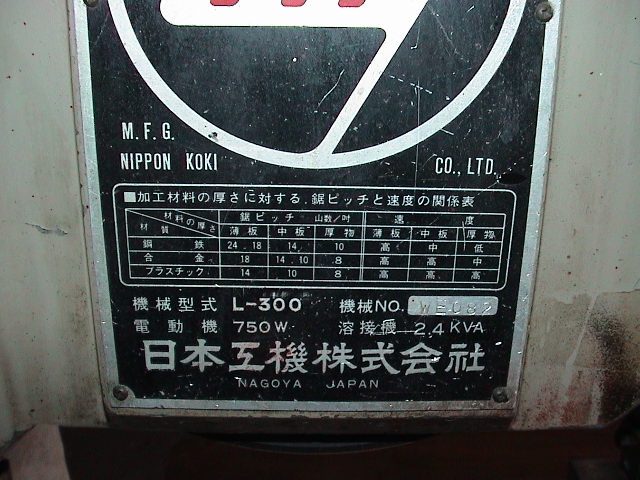 M.F.G.
NIPPON KOKI CO., LTD.
■加工材料の厚さに対する.鋸ピッチと速度の関係表
材料の厚さ 鋸ピッチ 山数/吋 速 度
材質 薄板 中板 厚物 薄板 中板 厚物
鋼 鉄 24.18 14. 10 高 中 低
合 金 18 14.10 8 高 高 中
プラスチック 14 10 8 高 高 高
機械型式 L-300 機械NO. WE082
電動機 750W 溶接機 2.4KVA
日本工機株式会社
NAGOYA JAPAN